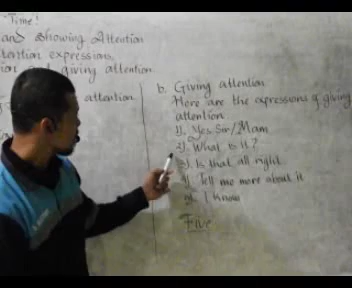 Time!
and showing Attention
tention expressions,
ion and giving attention
attention
b. Giving attention
Here are the expressions of giving
attention
1). Yes Sir/Mam
2). What is it?
3). Is that all right
4). Tell me more about it
5). I know
Five